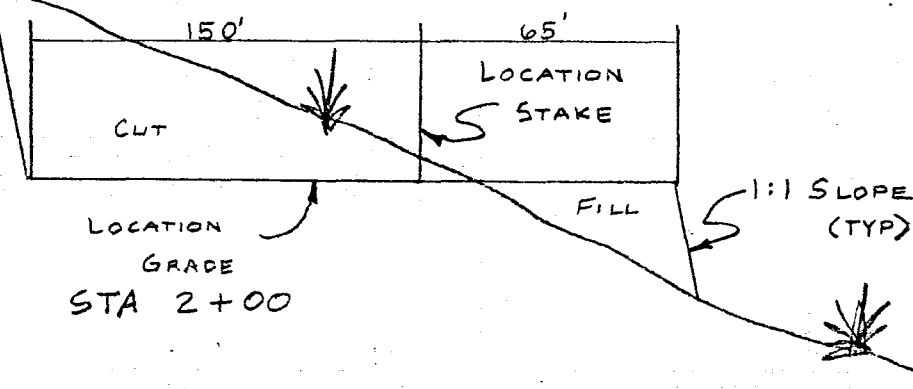 150'
65'
LOCATION
STAKE
CUT
FILL
1:1 SLOPE
(TYP)
LOCATION
GRADE
STA 2+00